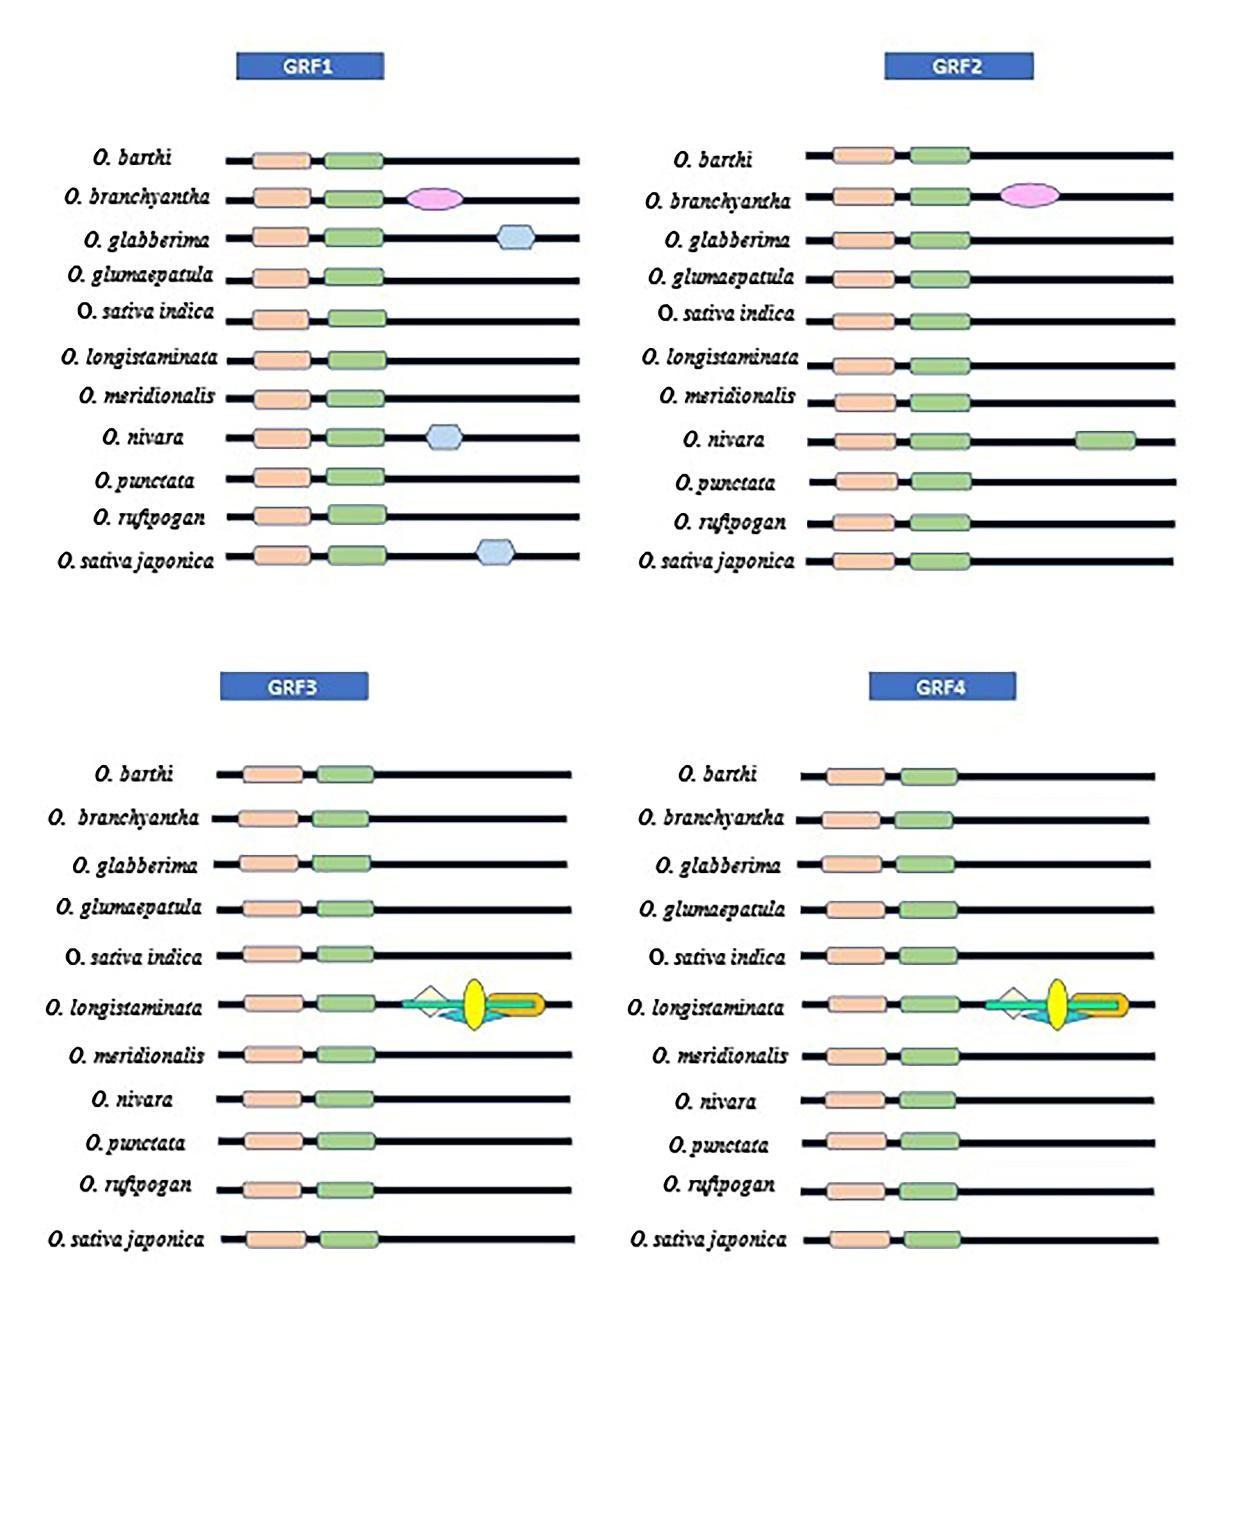 GRF1
O. barthi
O. branchyantha
O. glabberima
O. glumaepatula
O. sativa indica
O. longistaminata
O. meridionalis
O. nivara
O. punctata
O. rufipogan
O. sativa japonica
GRF2
O. barthi
O. branchyantha
O. glabberima
O. glumaepatula
O. sativa indica
O. longistaminata
O. meridionalis
O. nivara
O. punctata
O. rufipogan
O. sativa japonica
GRF3
O. barthi
O. branchyantha
O. glabberima
O. glumaepatula
O. sativa indica
O. longistaminata
O. meridionalis
O. nivara
O. punctata
O. rufipogan
O. sativa japonica
GRF4
O. barthi
O. branchyantha
O. glabberima
O. glumaepatula
O. sativa indica
O. longistaminata
O. meridionalis
O. nivara
O. punctata
O. rufipogan
O. sativa japonica